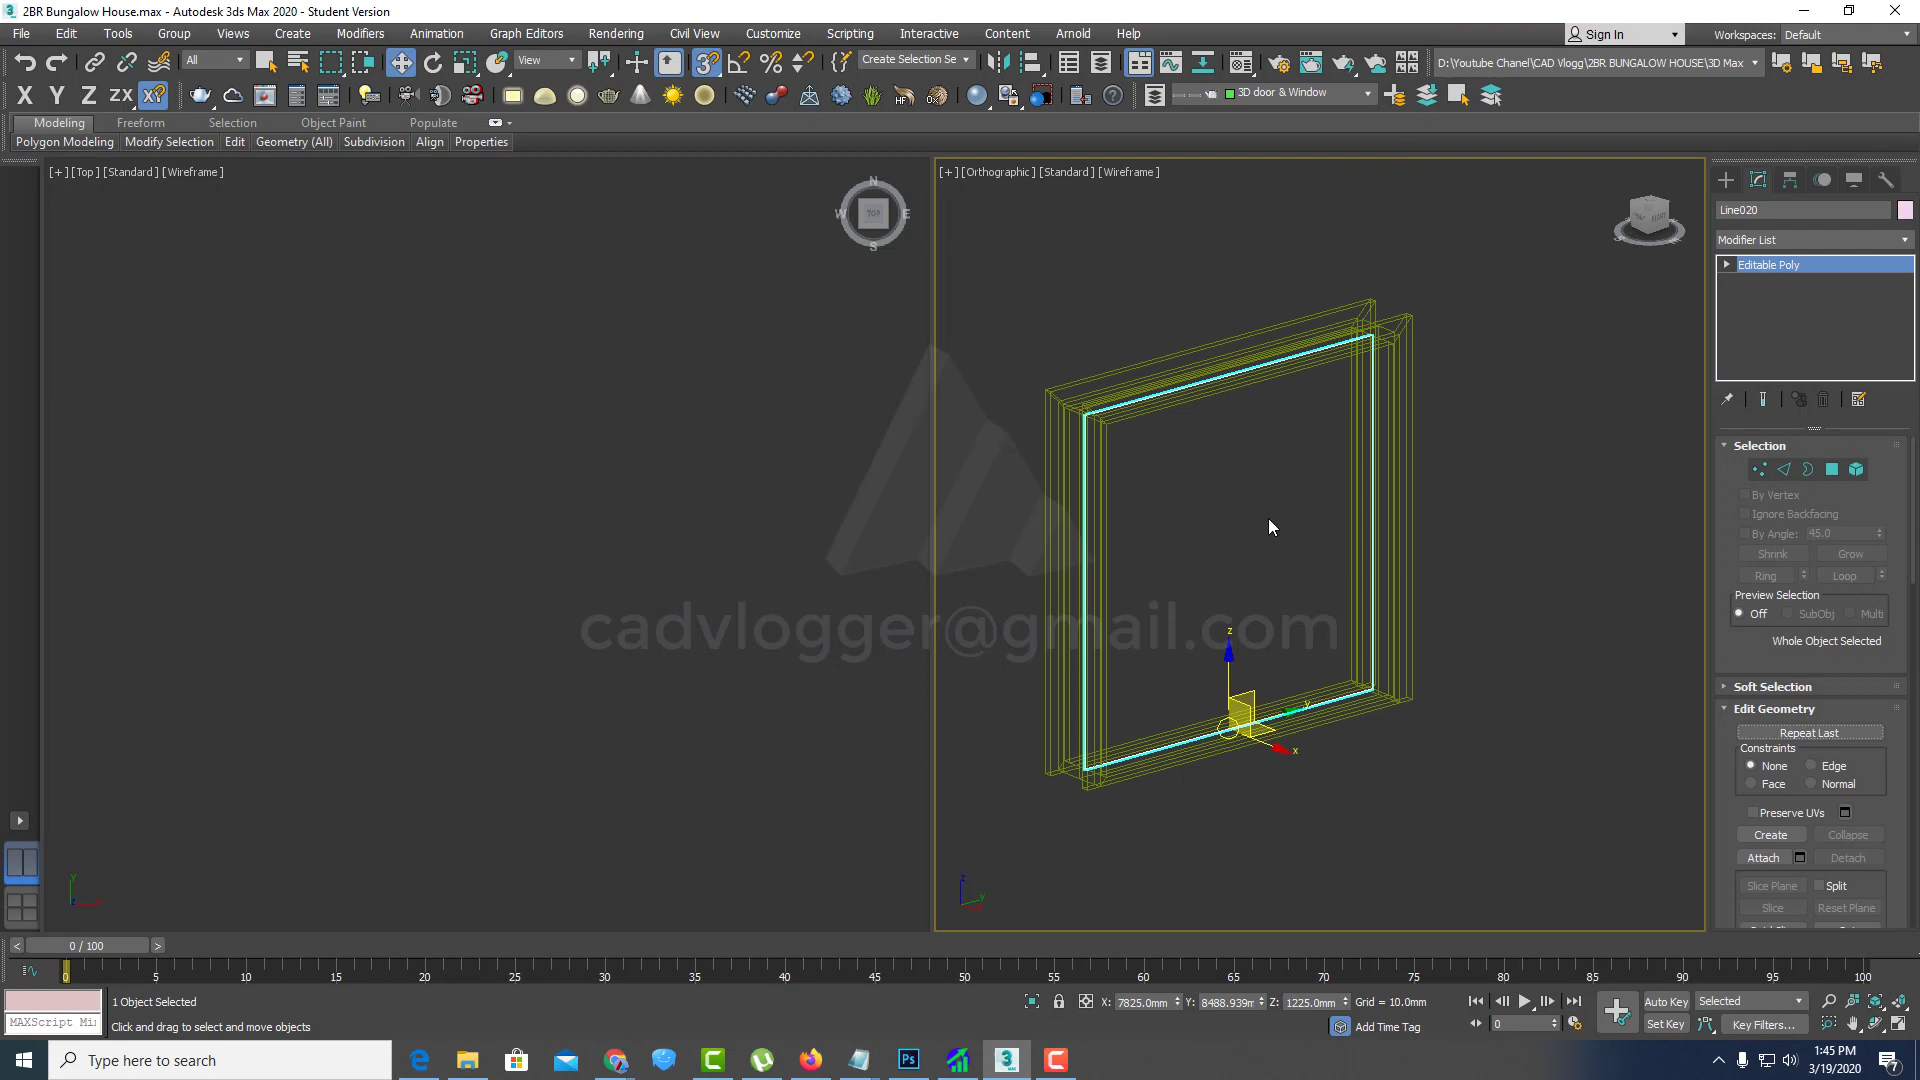 2BR Bungalow House.max - Autodesk 3ds Max 2020 - Student Version
File Edit Tools Group Views Create Modifiers Animation Graph Editors Rendering Civil View Customize Scripting Interactive Content Arnold Help Sign In Workspaces: Default
All View Create Selection Se D:\Youtube Chanel\CAD Vlogg\2BR BUNGALOW HOUSE\3D Max
X Y Z ZX XY 3D door & Window
Modeling Freeform Selection Object Paint Populate
Polygon Modeling Modify Selection Edit Geometry (All) Subdivision Align Properties
[+] [Top] [Standard] [Wireframe]
[+] [Orthographic] [Standard] [Wireframe]
N
W TOP E
S
Line020
Modifier List
Editable Poly
Selection
By Vertex
Ignore Backfacing
By Angle: 45.0
Shrink Grow
Ring Loop
Preview Selection
Off SubObj Multi
Whole Object Selected
Soft Selection
Edit Geometry
Repeat Last
Constraints
None Edge
Face Normal
Preserve UVs
Create Collapse
Attach Detach
Slice Plane Split
Slice Reset Plane
cadvlogger@gmail.com
z
y
x
0 / 100
0 5 10 15 20 25 30 35 40 45 50 55 60 65 70 75 80 85 90 95 100
1 Object Selected X: 7825.0mm Y: 8488.939m Z: 1225.0mm Grid = 10.0mm Auto Key Selected
MAXScript Mi Click and drag to select and move objects Add Time Tag 0 Set Key Key Filters...
Type here to search
1:45 PM
3/19/2020
7